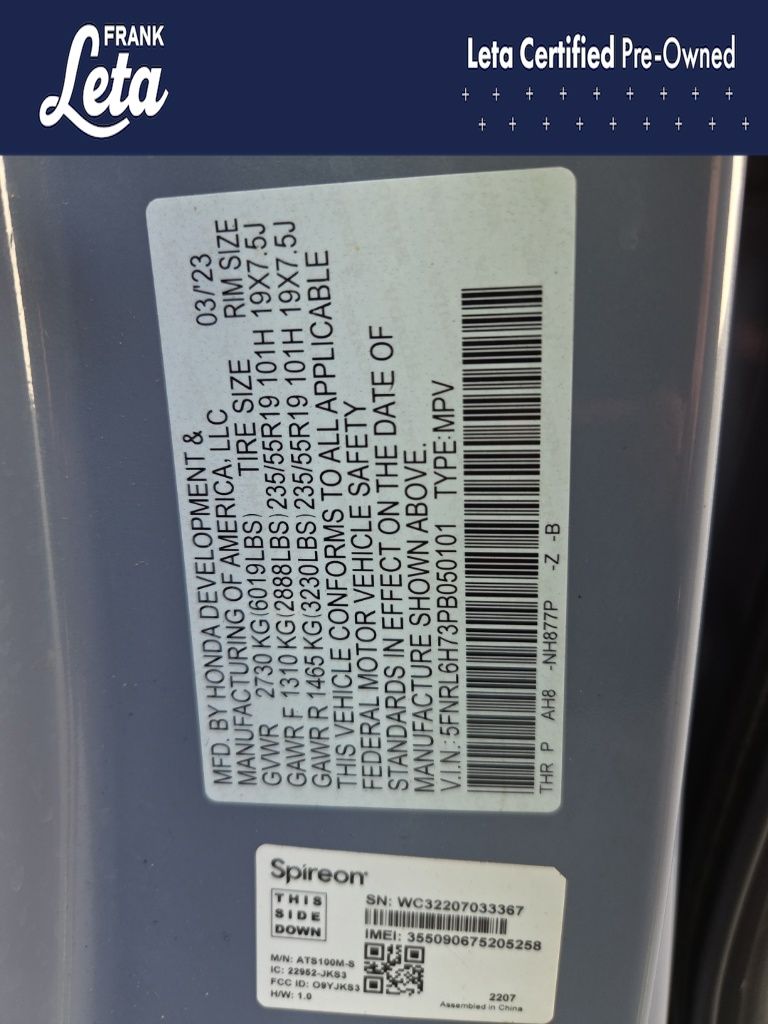 FRANK
Leta
Leta Certified Pre-Owned
MFD. BY HONDA DEVELOPMENT &
MANUFACTURING OF AMERICA, LLC 03/'23
GVWR 2730 KG(6019LBS) TIRE SIZE RIM SIZE
GAWR F 1310 KG(2888LBS) 235/55R19 101H 19X7.5J
GAWR R 1465 KG(3230LBS) 235/55R19 101H 19X7.5J
THIS VEHICLE CONFORMS TO ALL APPLICABLE
FEDERAL MOTOR VEHICLE SAFETY
STANDARDS IN EFFECT ON THE DATE OF
MANUFACTURE SHOWN ABOVE.
V.I.N.:5FNRL6H73PB050101 TYPE:MPV
THR P AH8 -NH877P -Z -B
Spireon
THIS
SIDE
DOWN
SN: WC32207033367
IMEI: 355090675205258
M/N: ATS100M-S
IC: 22952-JKS3
FCC ID: O9YJKS3
H/W: 1.0
2207
Assembled in China